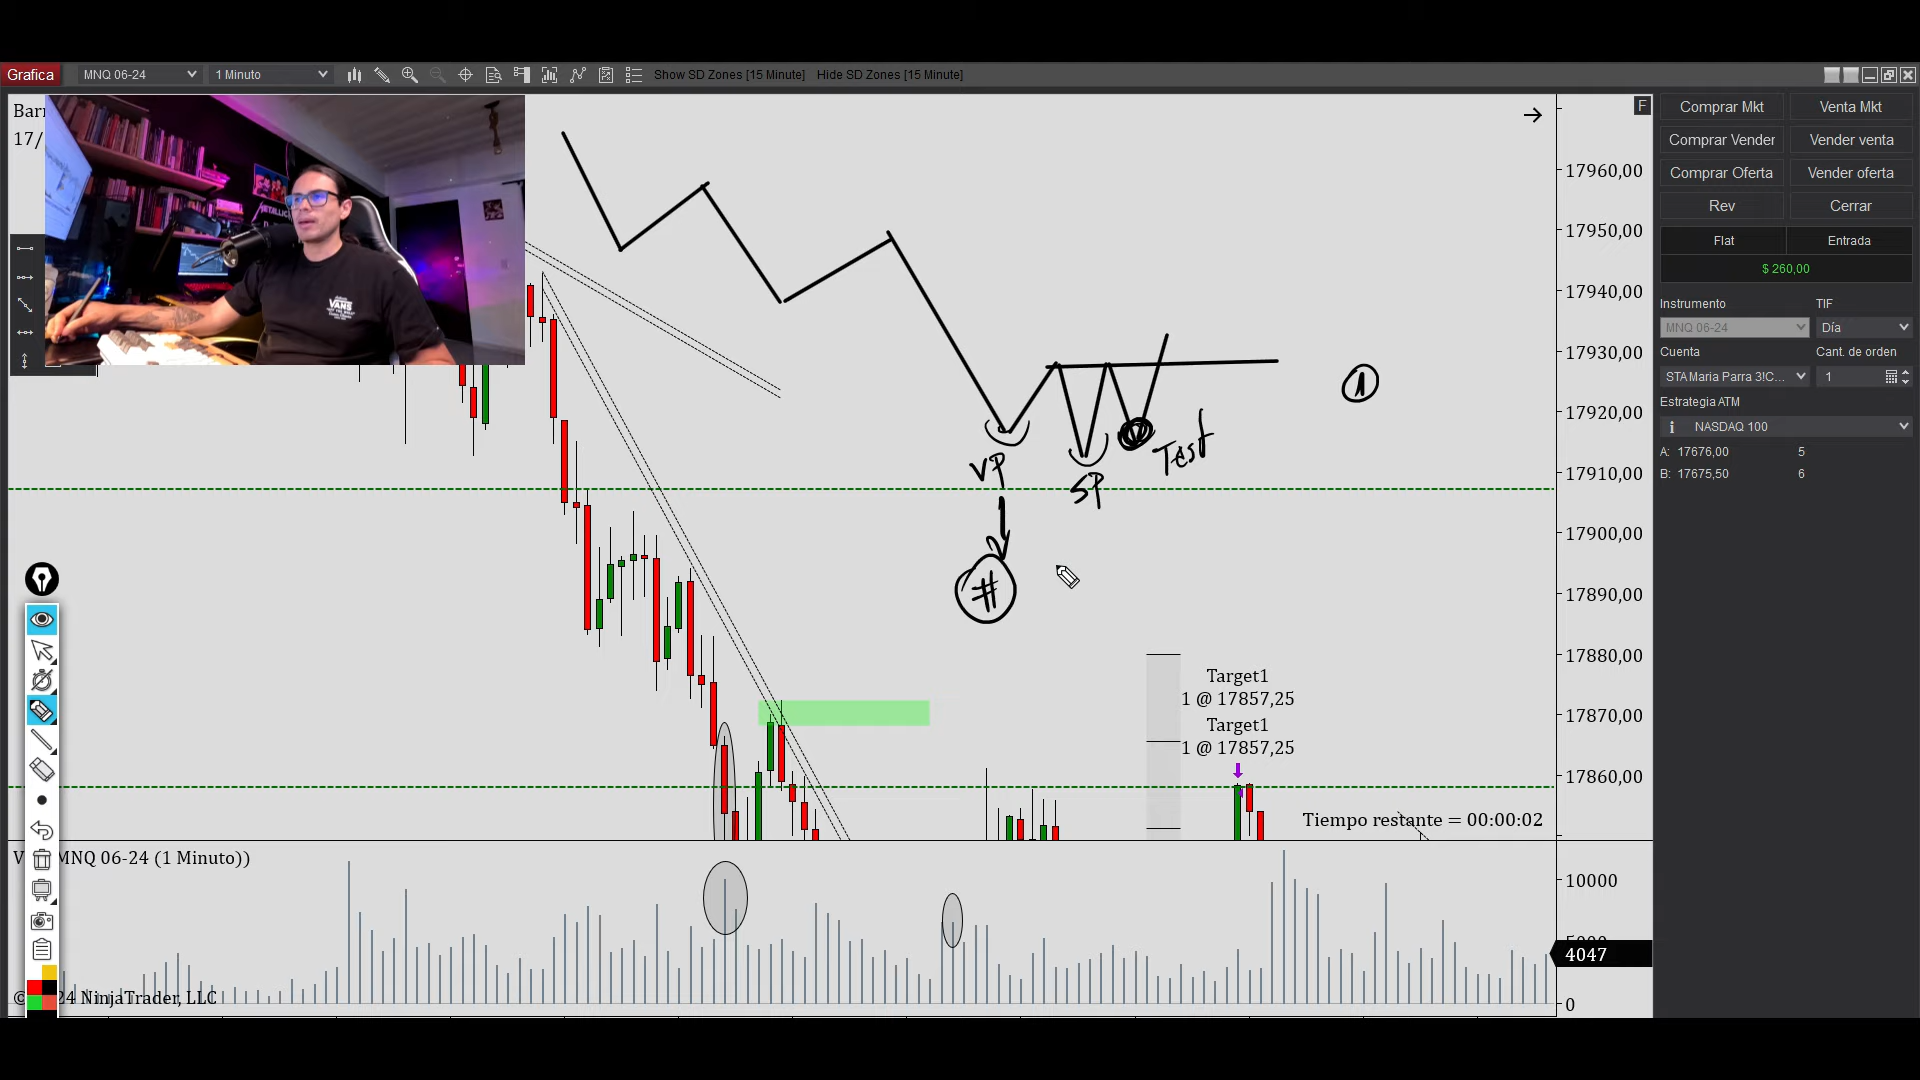 Grafica
MNQ 06-24
1 Minuto
Show SD Zones [15 Minute]
Hide SD Zones [15 Minute]
F
Comprar Mkt
Venta Mkt
Comprar Vender
Vender venta
Comprar Oferta
Vender oferta
Rev
Cerrar
Flat
Entrada
$ 260,00
Instrumento
TIF
MNQ 06-24
Día
Cuenta
Cant. de orden
STAMaria Parra 3!C...
1
Estrategia ATM
NASDAQ 100
A: 17676,00 5
B: 17675,50 6
17/
METALLICA
VANS
17960,00
17950,00
17940,00
17930,00
17920,00
17910,00
17900,00
17890,00
17880,00
17870,00
17860,00
1
Test
VP
SP
#
Target1
1 @ 17857,25
Target1
1 @ 17857,25
Tiempo restante = 00:00:02
MNQ 06-24 (1 Minuto))
10000
4047
0
24 NinjaTrader, LLC